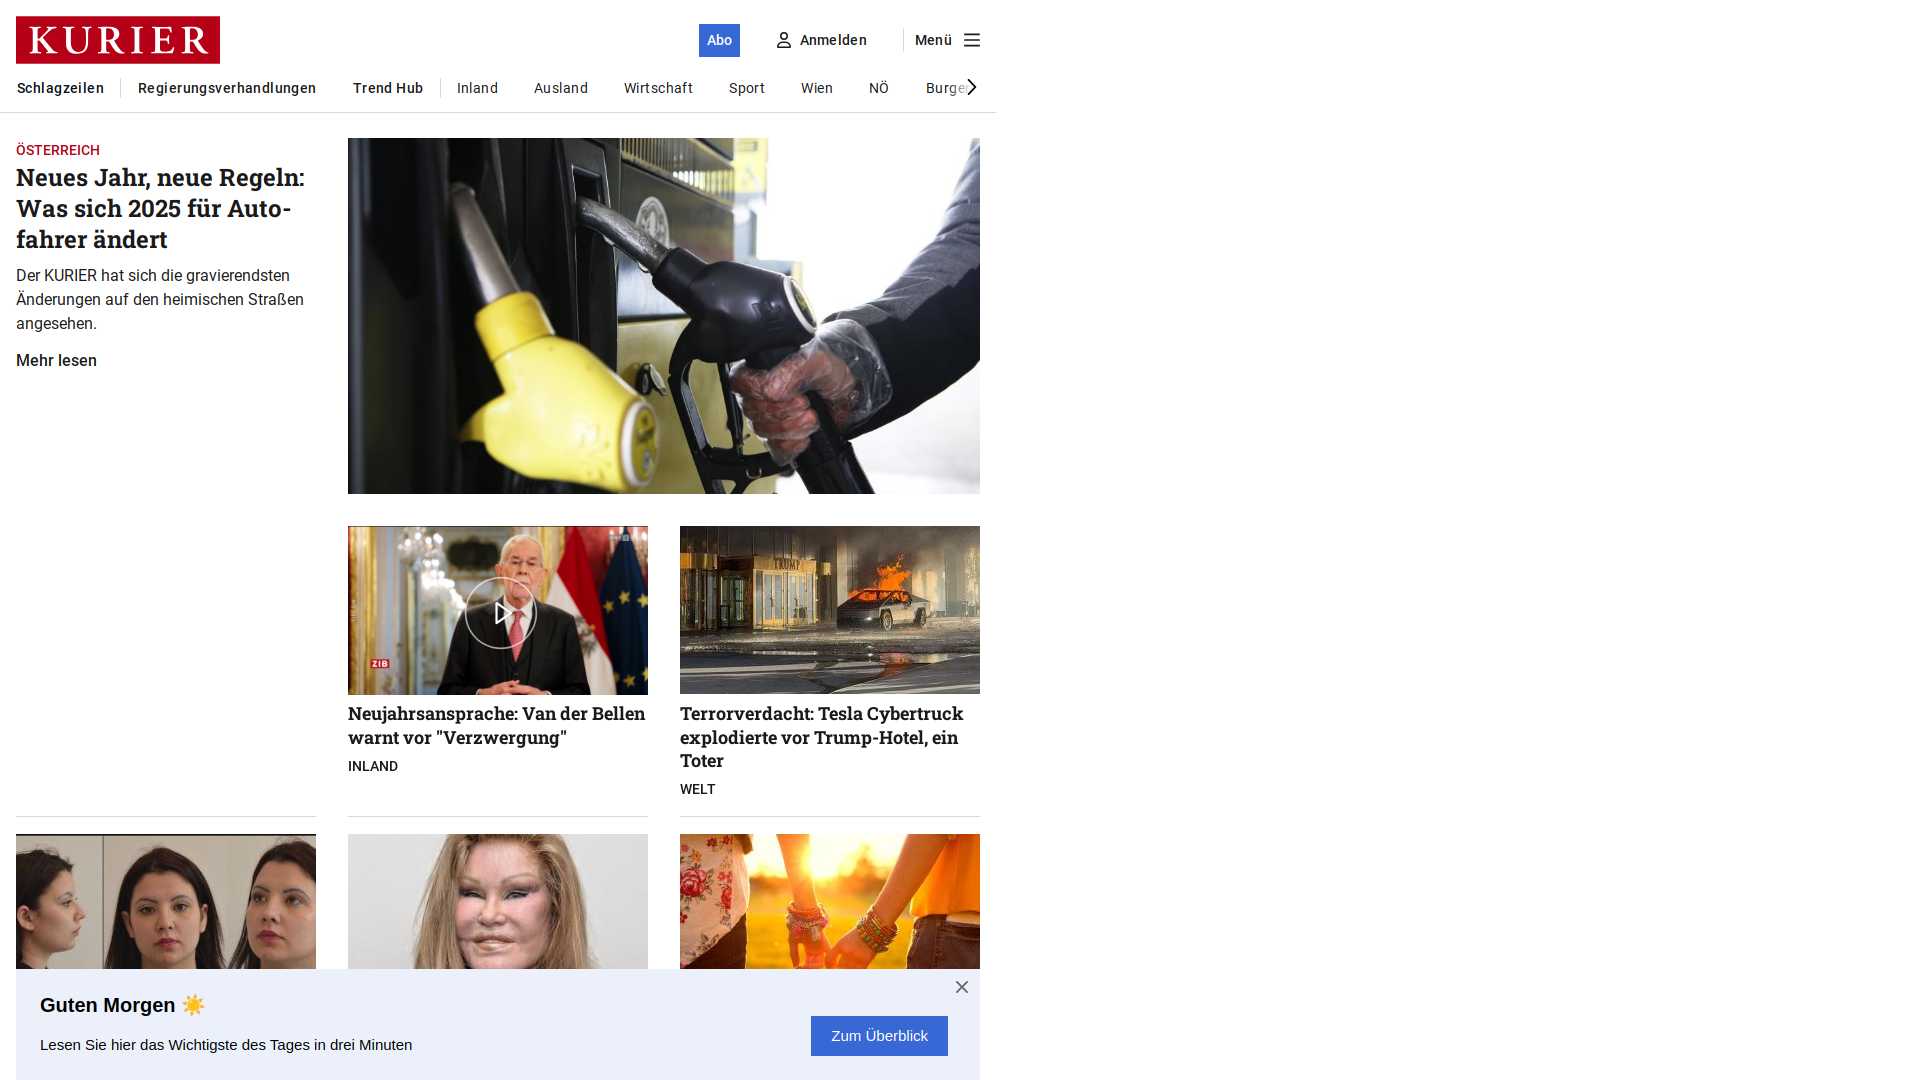 KURIER
Abo
Anmelden
Menü
Schlagzeilen
Regierungsverhandlungen
Trend Hub
Inland
Ausland
Wirtschaft
Sport
Wien
NÖ
ÖSTERREICH
Neues Jahr, neue Regeln:
Was sich 2025 für Auto-
fahrer ändert
Der KURIER hat sich die gravierendsten
Änderungen auf den heimischen Straßen
angesehen.
Mehr lesen
ZIB
TRUMP
Neujahrsansprache: Van der Bellen
warnt vor "Verzwergung"
INLAND
Terrorverdacht: Tesla Cybertruck
explodierte vor Trump-Hotel, ein
Toter
WELT
Guten Morgen ☀️
Lesen Sie hier das Wichtigste des Tages in drei Minuten
Zum Überblick